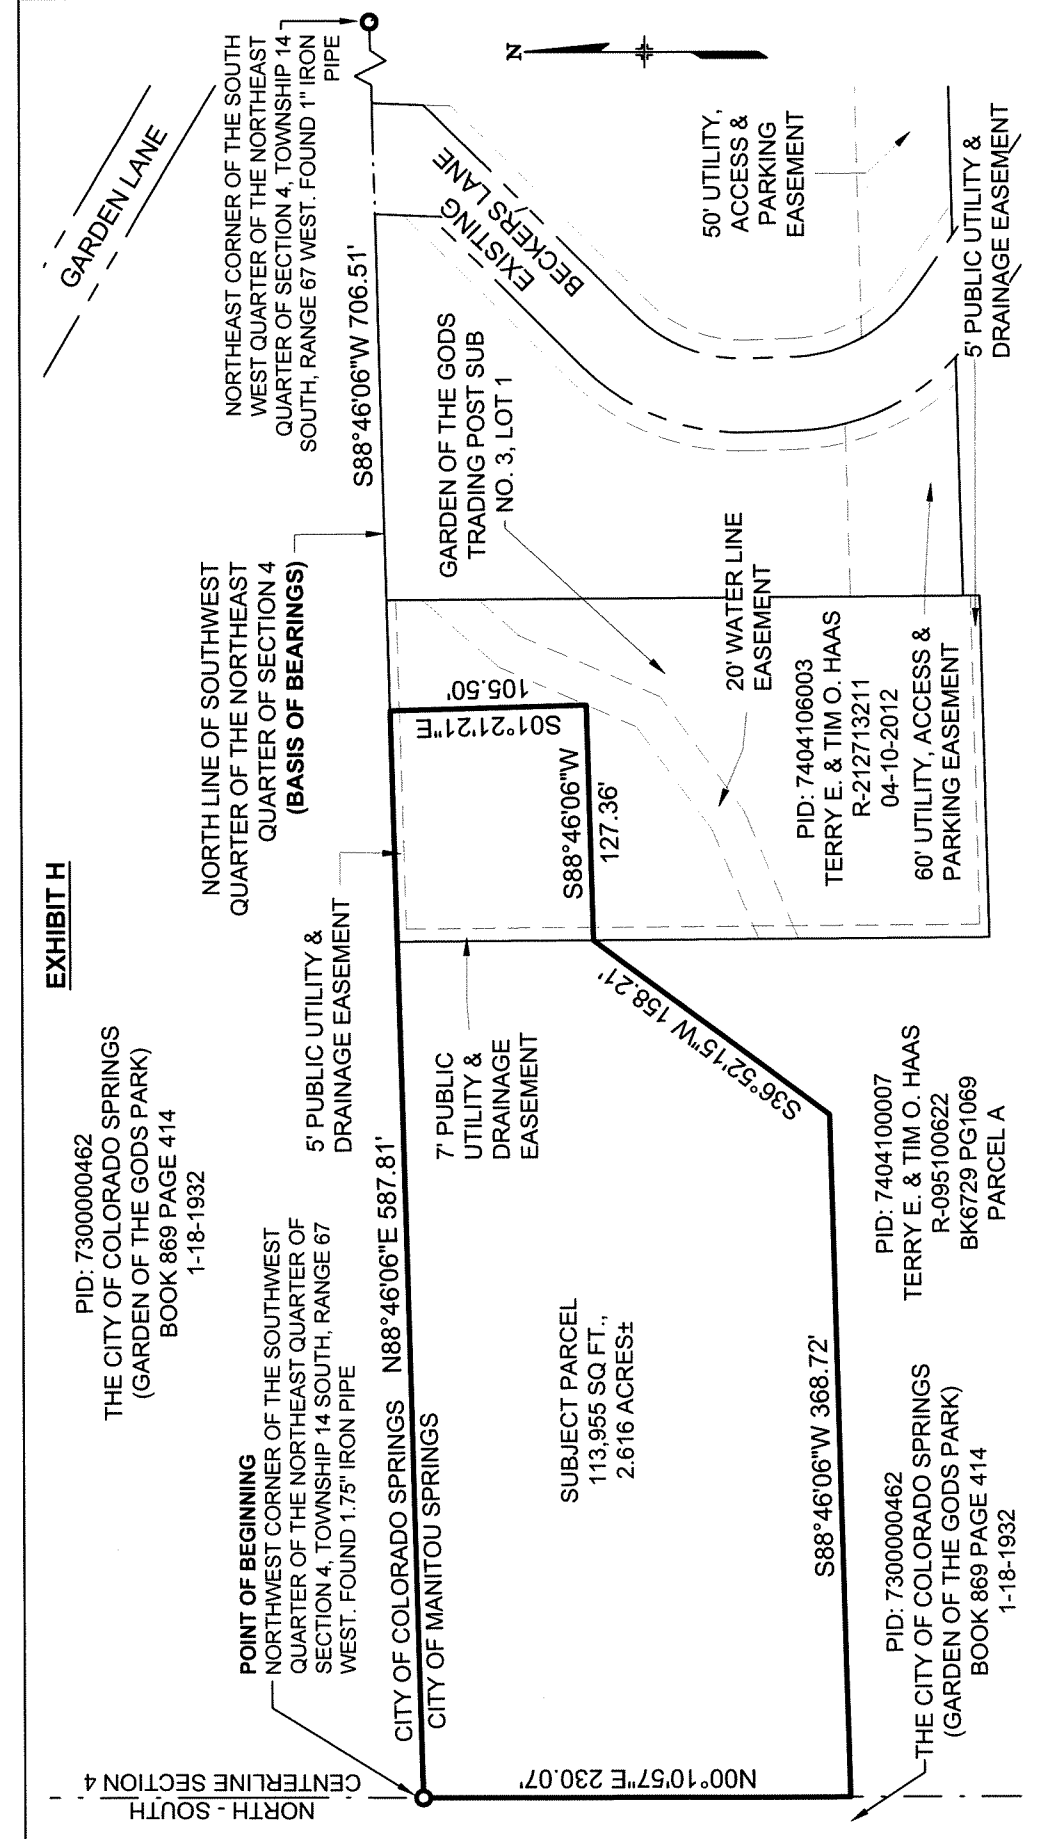 EXHIBIT H
PID: 7300000462
THE CITY OF COLORADO SPRINGS
(GARDEN OF THE GODS PARK)
BOOK 869 PAGE 414
1-18-1932
GARDEN LANE
NORTHEAST CORNER OF THE SOUTH
WEST QUARTER OF THE NORTHEAST
QUARTER OF SECTION 4, TOWNSHIP 14
SOUTH, RANGE 67 WEST. FOUND 1" IRON
PIPE
N
NORTH LINE OF SOUTHWEST
QUARTER OF THE NORTHEAST
QUARTER OF SECTION 4
(BASIS OF BEARINGS)
S88°46'06"W 706.51'
POINT OF BEGINNING
NORTHWEST CORNER OF THE SOUTHWEST
QUARTER OF THE NORTHEAST QUARTER OF
SECTION 4, TOWNSHIP 14 SOUTH, RANGE 67
WEST. FOUND 1.75" IRON PIPE
NORTH - SOUTH
CENTERLINE SECTION 4
5' PUBLIC UTILITY &
DRAINAGE EASEMENT
CITY OF COLORADO SPRINGS
CITY OF MANITOU SPRINGS
N88°46'06"E 587.81'
7' PUBLIC
UTILITY &
DRAINAGE
EASEMENT
S01°21'21"E
105.50'
GARDEN OF THE GODS
TRADING POST SUB
NO. 3, LOT 1
EXISTING
BECKERS LANE
50' UTILITY,
ACCESS &
PARKING
EASEMENT
S88°46'06"W
127.36'
SUBJECT PARCEL
113,955 SQ FT.,
2.616 ACRES±
N00°10'57"E 230.07'
S36°52'15"W 158.21'
20' WATER LINE
EASEMENT
PID: 7404106003
TERRY E. & TIM O. HAAS
R-212713211
04-10-2012
60' UTILITY, ACCESS &
PARKING EASEMENT
5' PUBLIC UTILITY &
DRAINAGE EASEMENT
S88°46'06"W 368.72'
PID: 7300000462
THE CITY OF COLORADO SPRINGS
(GARDEN OF THE GODS PARK)
BOOK 869 PAGE 414
1-18-1932
PID: 7404100007
TERRY E. & TIM O. HAAS
R-095100622
BK6729 PG1069
PARCEL A